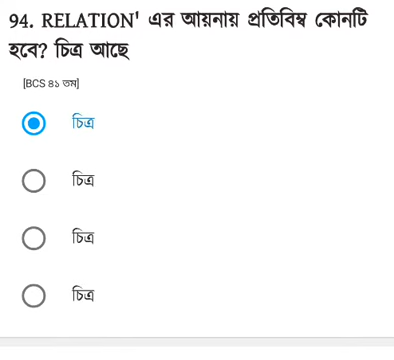 94. RELATION' এর আয়নায় প্রতিবিম্ব কোনটি
হবে? চিত্র আছে
[BCS ৪১ তম]
চিত্র
চিত্র
চিত্র
চিত্র